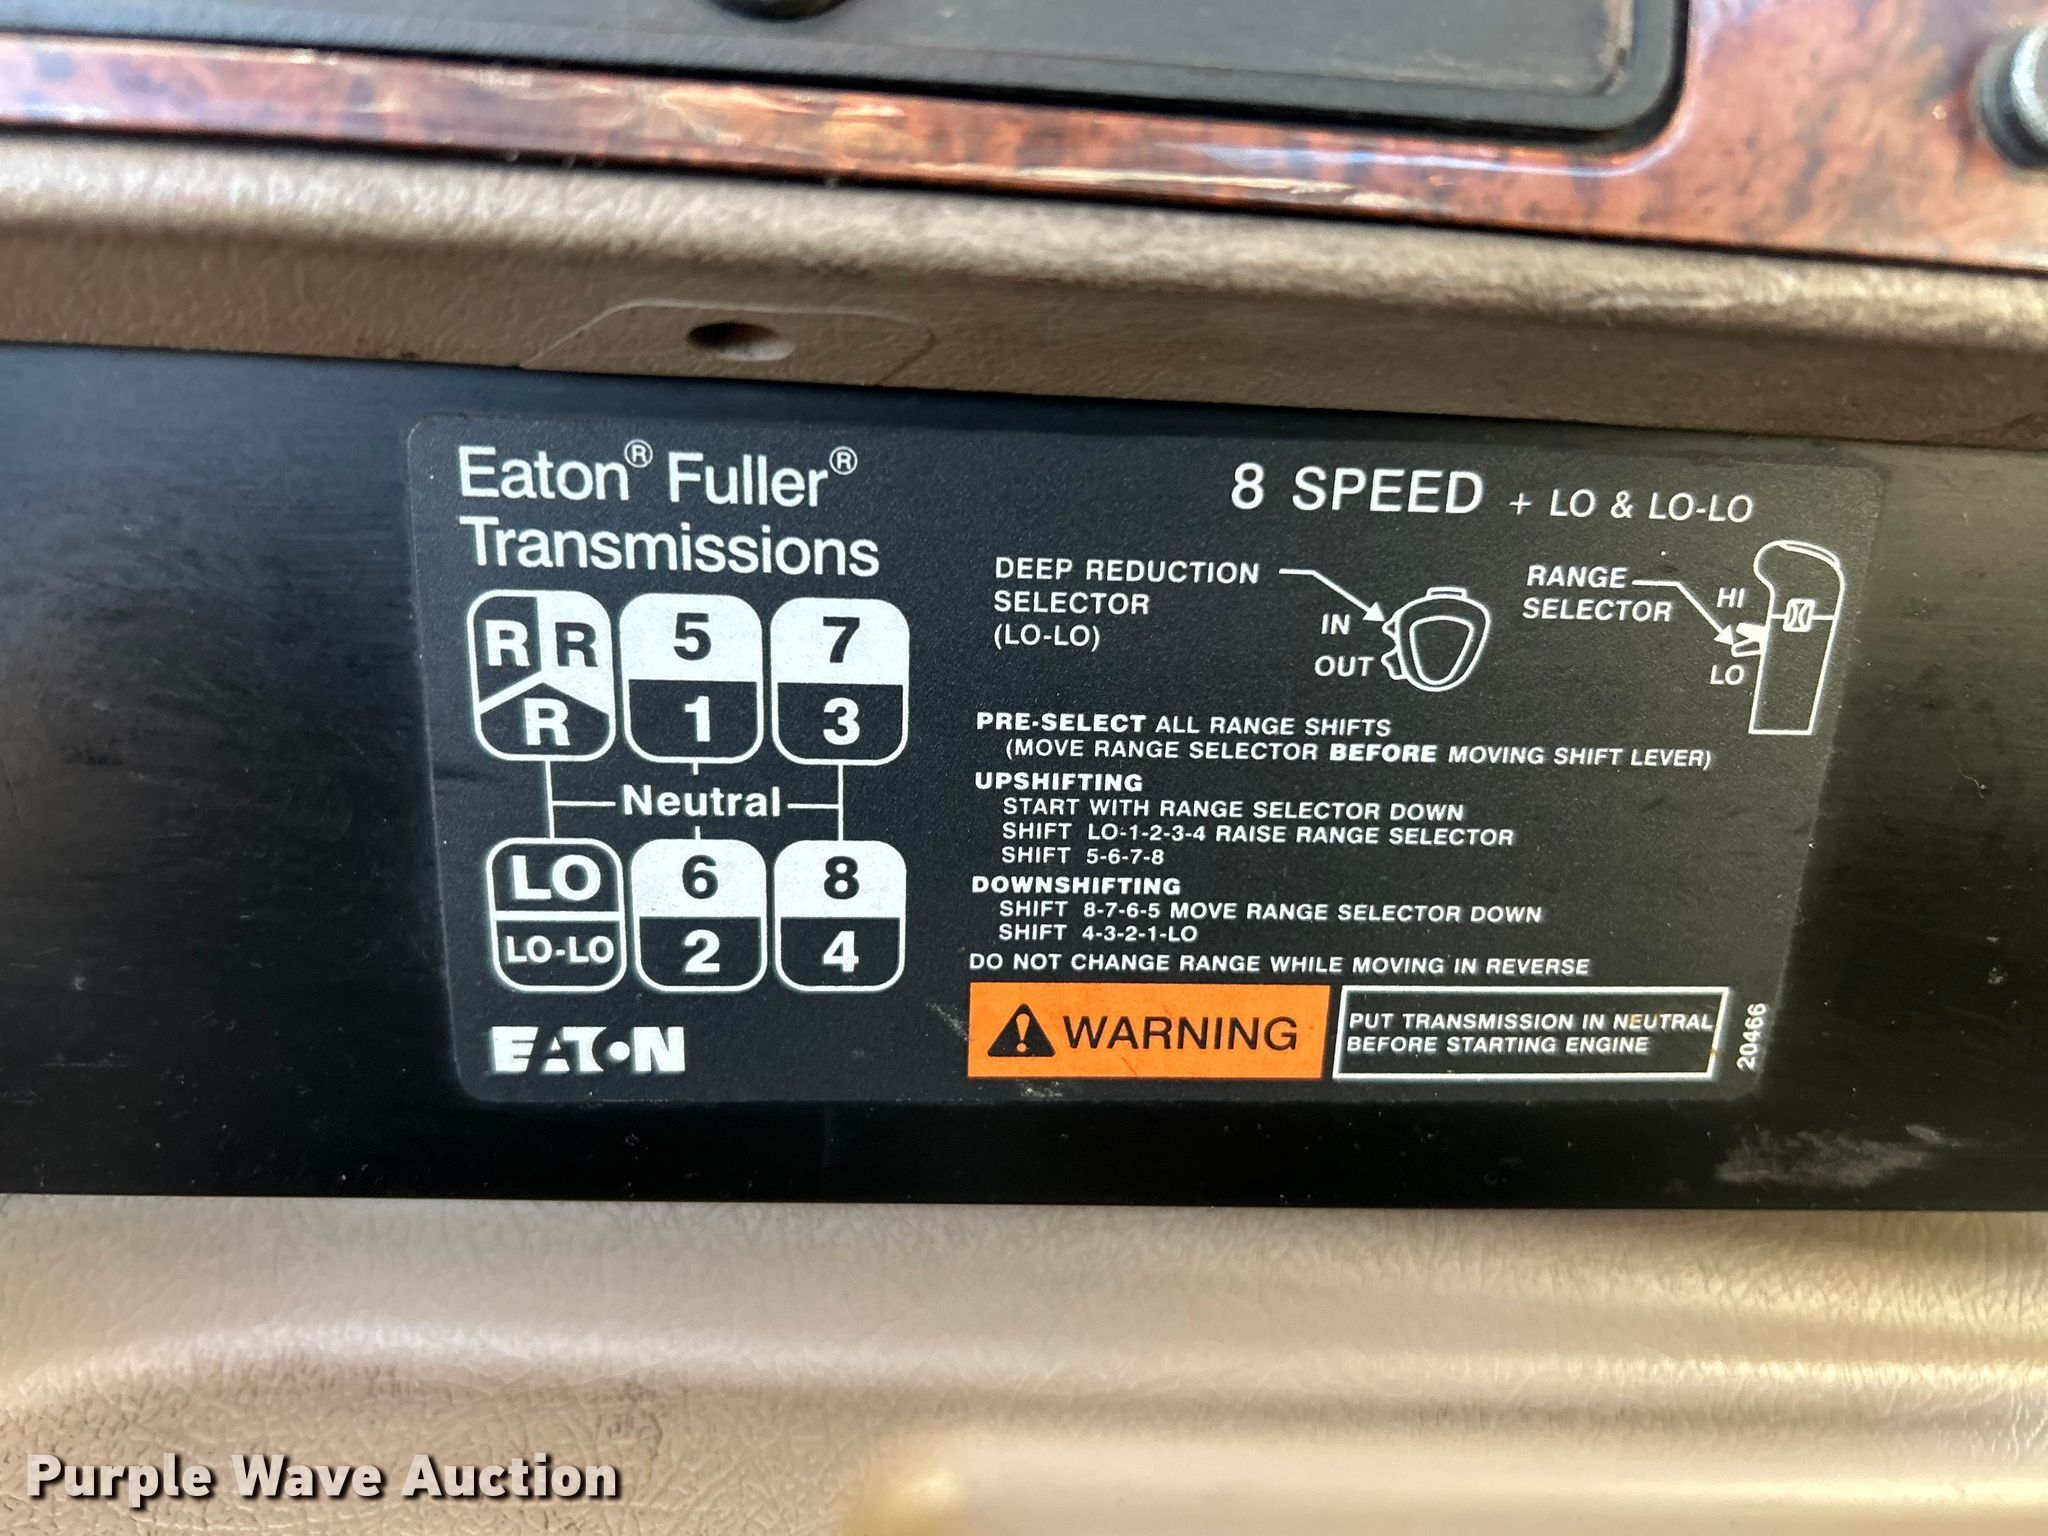 Eaton® Fuller®
Transmissions
R R
R
5
1
7
3
Neutral
LO
LO-LO
6
2
8
4
EATON
8 SPEED + LO & LO-LO
DEEP REDUCTION
SELECTOR
(LO-LO)
IN
OUT
RANGE
SELECTOR
HI
LO
PRE-SELECT ALL RANGE SHIFTS
(MOVE RANGE SELECTOR BEFORE MOVING SHIFT LEVER)
UPSHIFTING
START WITH RANGE SELECTOR DOWN
SHIFT LO-1-2-3-4 RAISE RANGE SELECTOR
SHIFT 5-6-7-8
DOWNSHIFTING
SHIFT 8-7-6-5 MOVE RANGE SELECTOR DOWN
SHIFT 4-3-2-1-LO
DO NOT CHANGE RANGE WHILE MOVING IN REVERSE
WARNING
PUT TRANSMISSION IN NEUTRAL
BEFORE STARTING ENGINE
20466
Purple Wave Auction